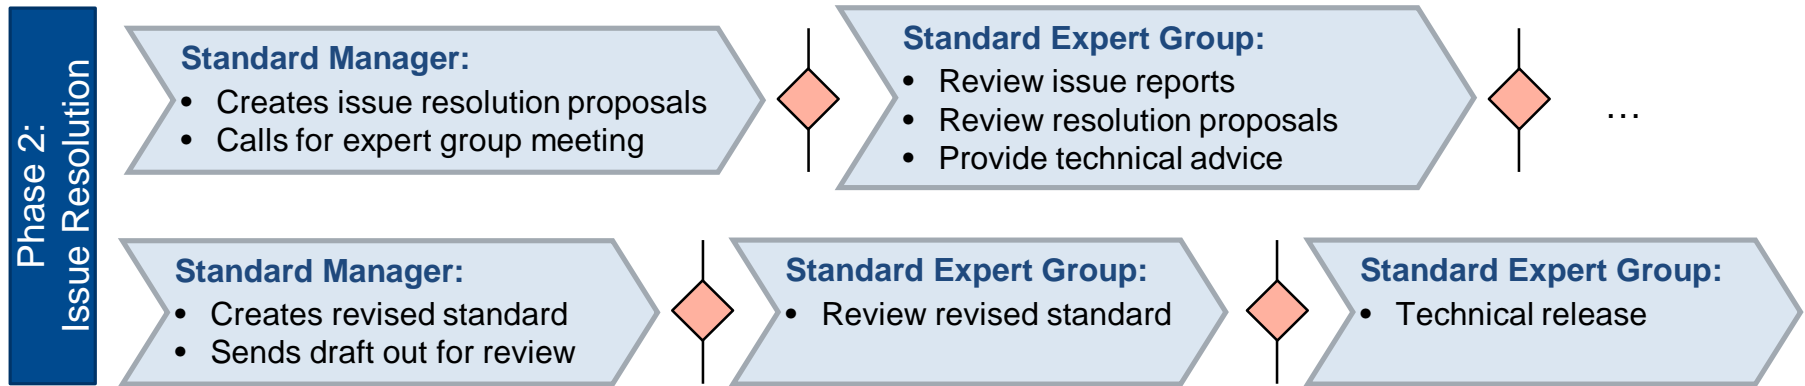 Phase 2:
Issue Resolution
Standard Manager:
• Creates issue resolution proposals
• Calls for expert group meeting
Standard Expert Group:
• Review issue reports
• Review resolution proposals
• Provide technical advice
…
Standard Manager:
• Creates revised standard
• Sends draft out for review
Standard Expert Group:
• Review revised standard
Standard Expert Group:
• Technical release